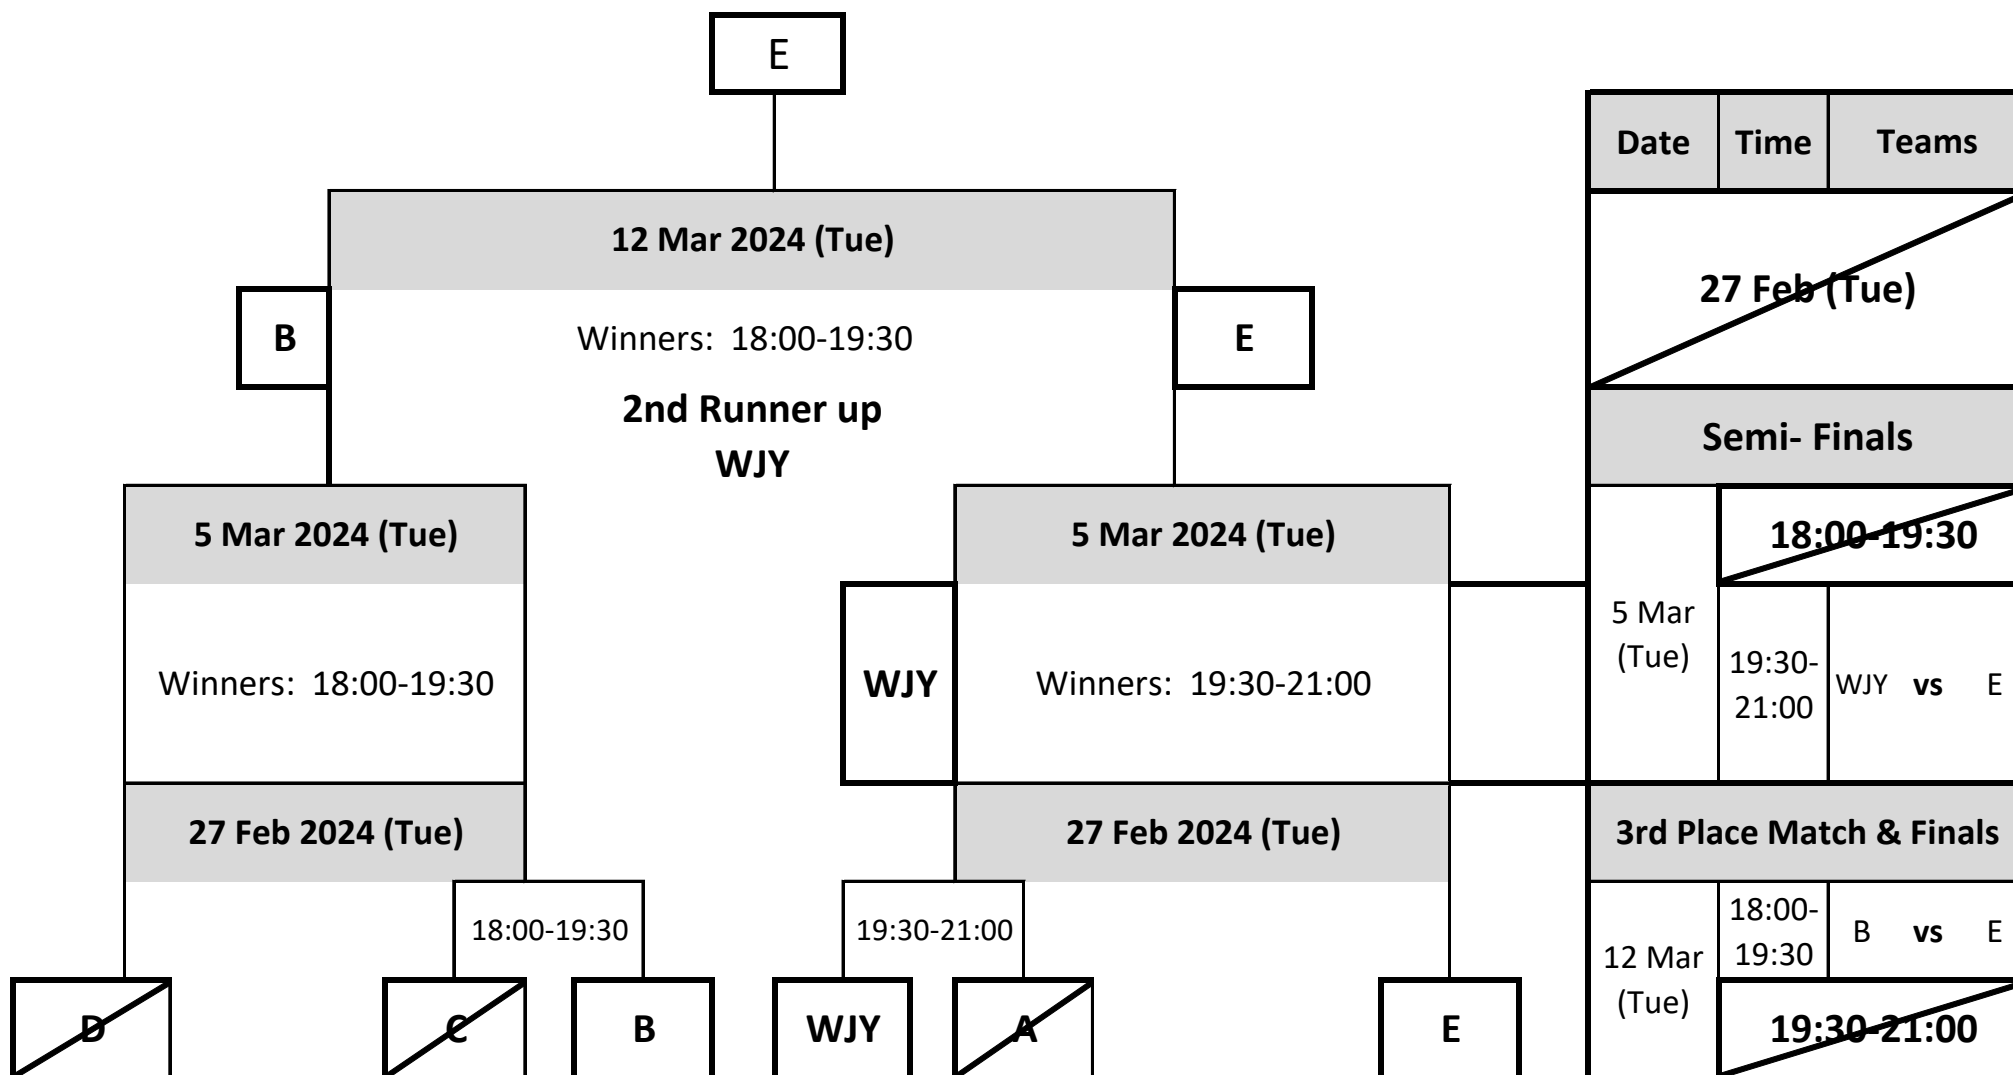 E
Date Time Teams
12 Mar 2024 (Tue)
27 Feb (Tue)
B
Winners: 18:00-19:30
E
2nd Runner up
WJY
Semi- Finals
5 Mar 2024 (Tue)
5 Mar 2024 (Tue)
18:00-19:30
5 Mar
(Tue)
Winners: 18:00-19:30
WJY
Winners: 19:30-21:00
19:30-
21:00
WJY vs E
27 Feb 2024 (Tue)
27 Feb 2024 (Tue)
3rd Place Match & Finals
18:00-19:30
19:30-21:00
12 Mar
(Tue)
18:00-
19:30
B vs E
D
C
B
WJY
A
E
19:30-21:00